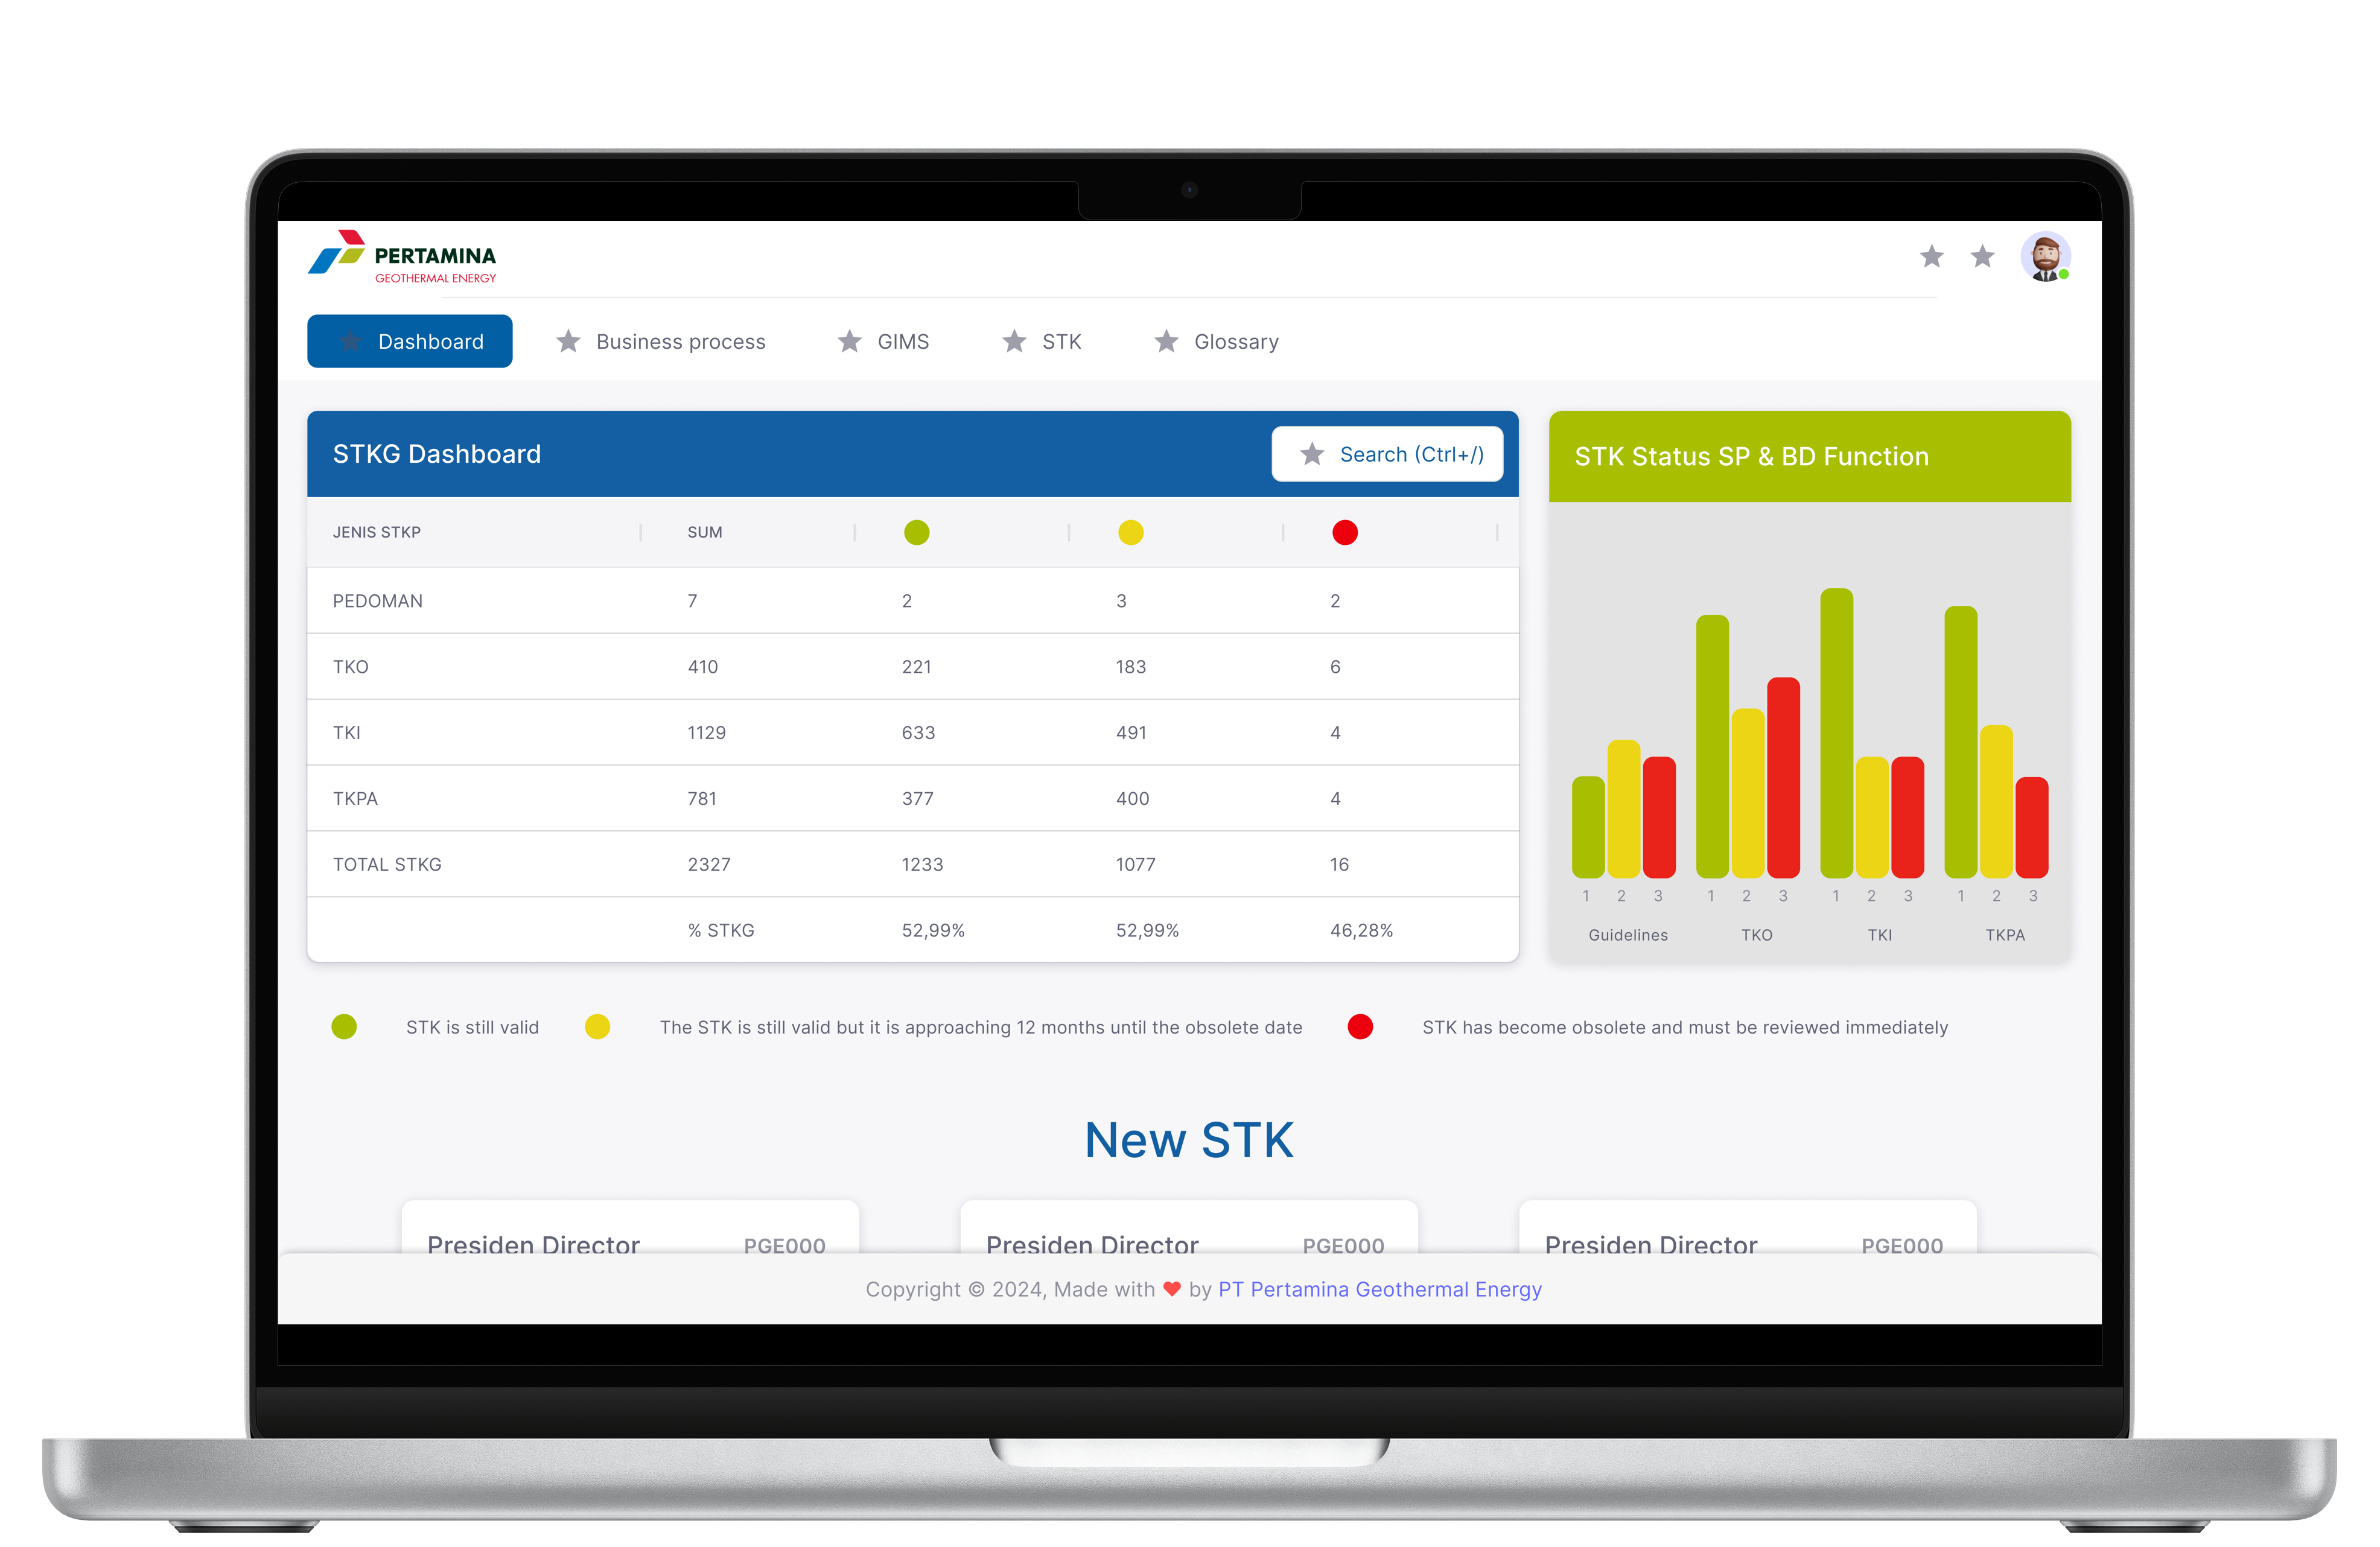 PERTAMINA
GEOTHERMAL ENERGY
Dashboard
Business process
GIMS
STK
Glossary
STKG Dashboard
Search (Ctrl+/)
JENIS STKP SUM
PEDOMAN 7 2 3 2
TKO 410 221 183 6
TKI 1129 633 491 4
TKPA 781 377 400 4
TOTAL STKG 2327 1233 1077 16
% STKG 52,99% 52,99% 46,28%
STK Status SP & BD Function
1 2 3 1 2 3 1 2 3 1 2 3
Guidelines TKO TKI TKPA
STK is still valid
The STK is still valid but it is approaching 12 months until the obsolete date
STK has become obsolete and must be reviewed immediately
New STK
Presiden Director PGE000
Presiden Director PGE000
Presiden Director PGE000
Copyright © 2024, Made with ❤ by PT Pertamina Geothermal Energy